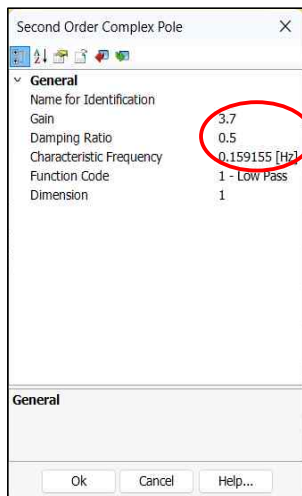 Second Order Complex Pole
General
Name for Identification
Gain 3.7
Damping Ratio 0.5
Characteristic Frequency 0.159155 [Hz]
Function Code 1 - Low Pass
Dimension 1
General
Ok Cancel Help...